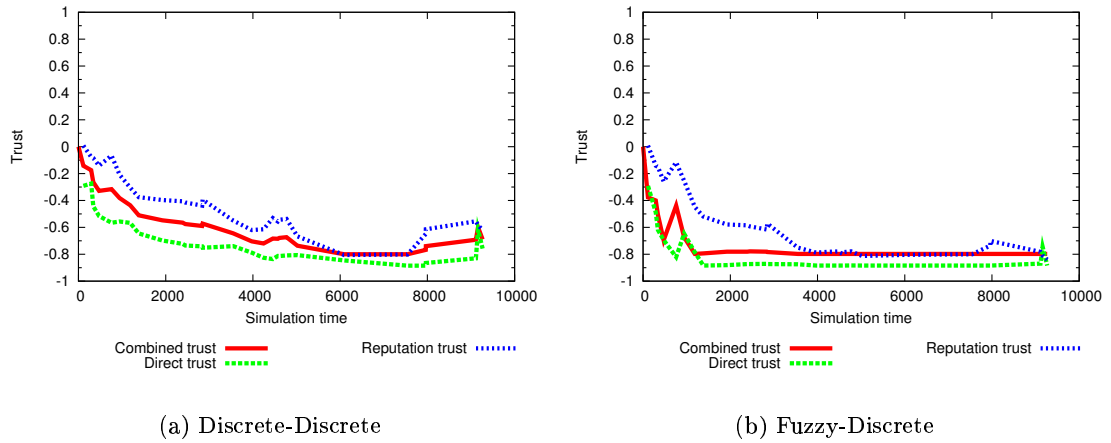 1
0.8
0.6
0.4
0.2
0
-0.2
-0.4
-0.6
-0.8
-1
Trust
0 2000 4000 6000 8000 10000
Simulation time
Combined trust
Direct trust
Reputation trust
(a) Discrete-Discrete
1
0.8
0.6
0.4
0.2
0
-0.2
-0.4
-0.6
-0.8
-1
Trust
0 2000 4000 6000 8000 10000
Simulation time
Combined trust
Direct trust
Reputation trust
(b) Fuzzy-Discrete